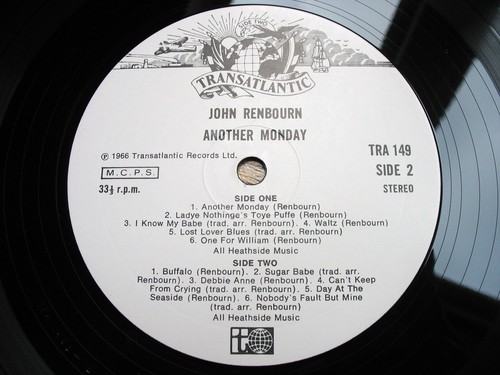 SIDE TWO
TRANSATLANTIC
JOHN RENBOURN
ANOTHER MONDAY
℗ 1966 Transatlantic Records Ltd.
TRA 149
M.C.P.S.
SIDE 2
33⅓ r.p.m.
STEREO
SIDE ONE
1. Another Monday (Renbourn)
2. Ladye Nothinge's Toye Puffe (Renbourn)
3. I Know My Babe (trad. arr. Renbourn). 4. Waltz (Renbourn)
5. Lost Lover Blues (trad. arr. Renbourn)
6. One For William (Renbourn)
All Heathside Music
SIDE TWO
1. Buffalo (Renbourn). 2. Sugar Babe (trad. arr.
Renbourn). 3. Debbie Anne (Renbourn). 4. Can't Keep
From Crying (trad. arr. Renbourn). 5. Day At The
Seaside (Renbourn). 6. Nobody's Fault But Mine
(trad. arr. Renbourn)
All Heathside Music